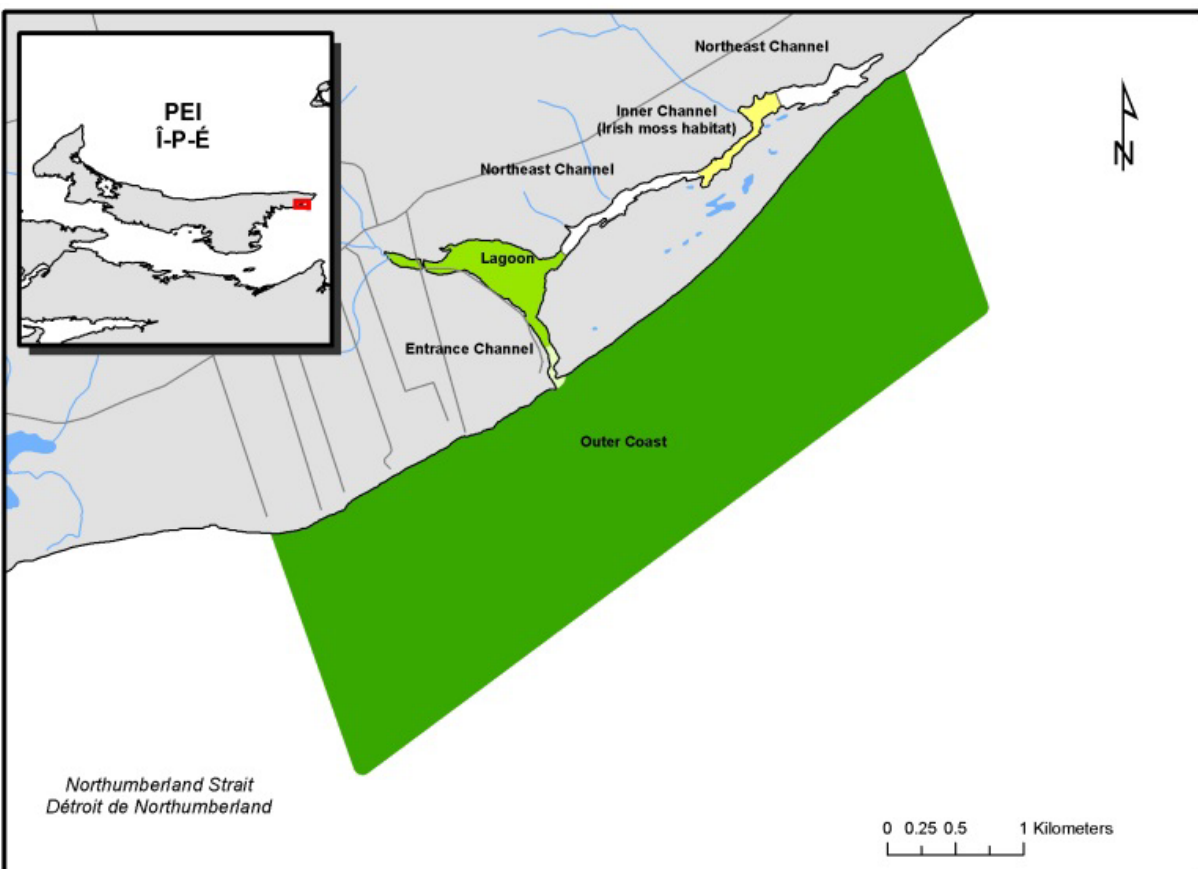 PEI
Î-P-É
Northeast Channel
Inner Channel
(Irish moss habitat)
Northeast Channel
Lagoon
Entrance Channel
Outer Coast
N
Northumberland Strait
Détroit de Northumberland
0 0.25 0.5 1 Kilometers